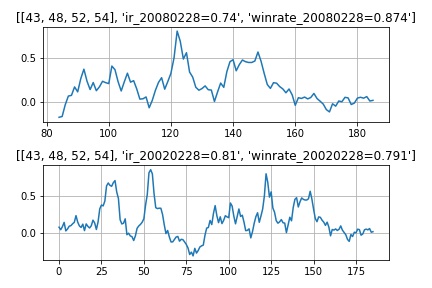 [[43, 48, 52, 54], 'ir_20080228=0.74', 'winrate_20080228=0.874']
0.5
0.0
80 100 120 140 160 180
[[43, 48, 52, 54], 'ir_20020228=0.81', 'winrate_20020228=0.791']
0.5
0.0
0 25 50 75 100 125 150 175